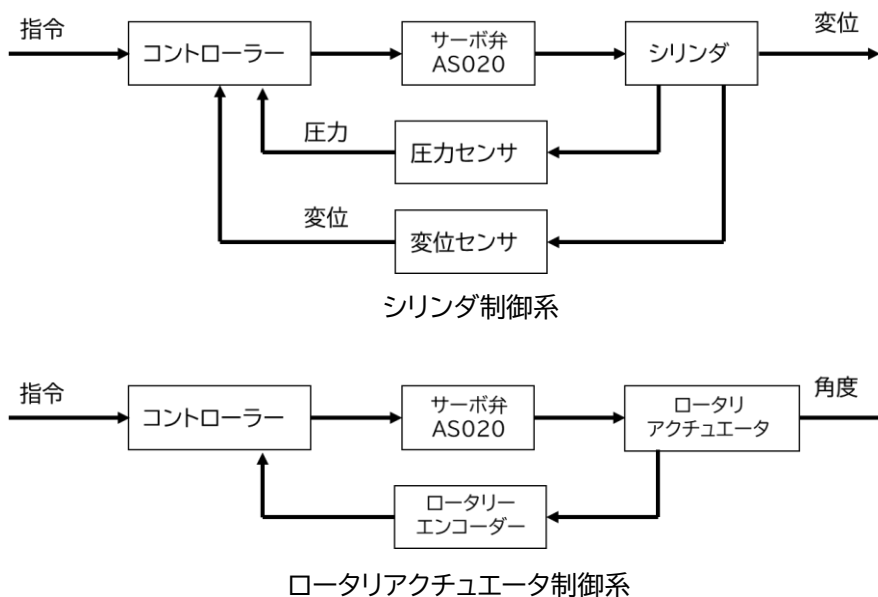 指令
コントローラー
サーボ弁
AS020
シリンダ
変位
圧力
圧力センサ
変位
変位センサ
シリンダ制御系
指令
コントローラー
サーボ弁
AS020
ロータリ
アクチュエータ
角度
ロータリー
エンコーダー
ロータリアクチュエータ制御系